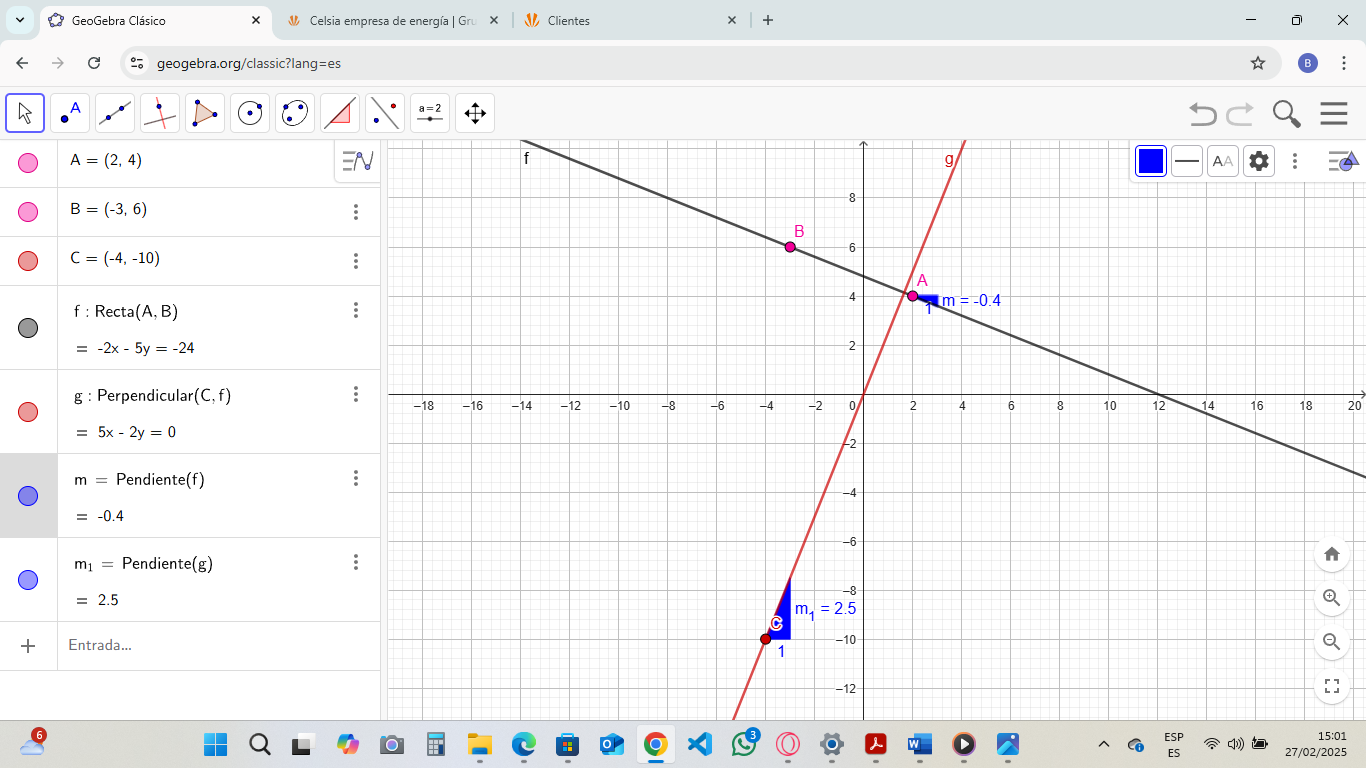 GeoGebra Clásico
Celsia empresa de energía | Gru
Clientes
geogebra.org/classic?lang=es
B
A
a=2
A = (2, 4)
B = (-3, 6)
C = (-4, -10)
f : Recta(A, B)
= -2x - 5y = -24
g : Perpendicular(C, f)
= 5x - 2y = 0
m = Pendiente(f)
= -0.4
m₁ = Pendiente(g)
= 2.5
Entrada...
AA
f
g
B
A
m = -0.4
1
C
m₁ = 2.5
1
8
6
4
2
−2
−4
−6
−8
−10
−12
−18 −16 −14 −12 −10 −8 −6 −4 −2 0 2 4 6 8 10 12 14 16 18 20
6
3
ESP
ES
15:01
27/02/2025